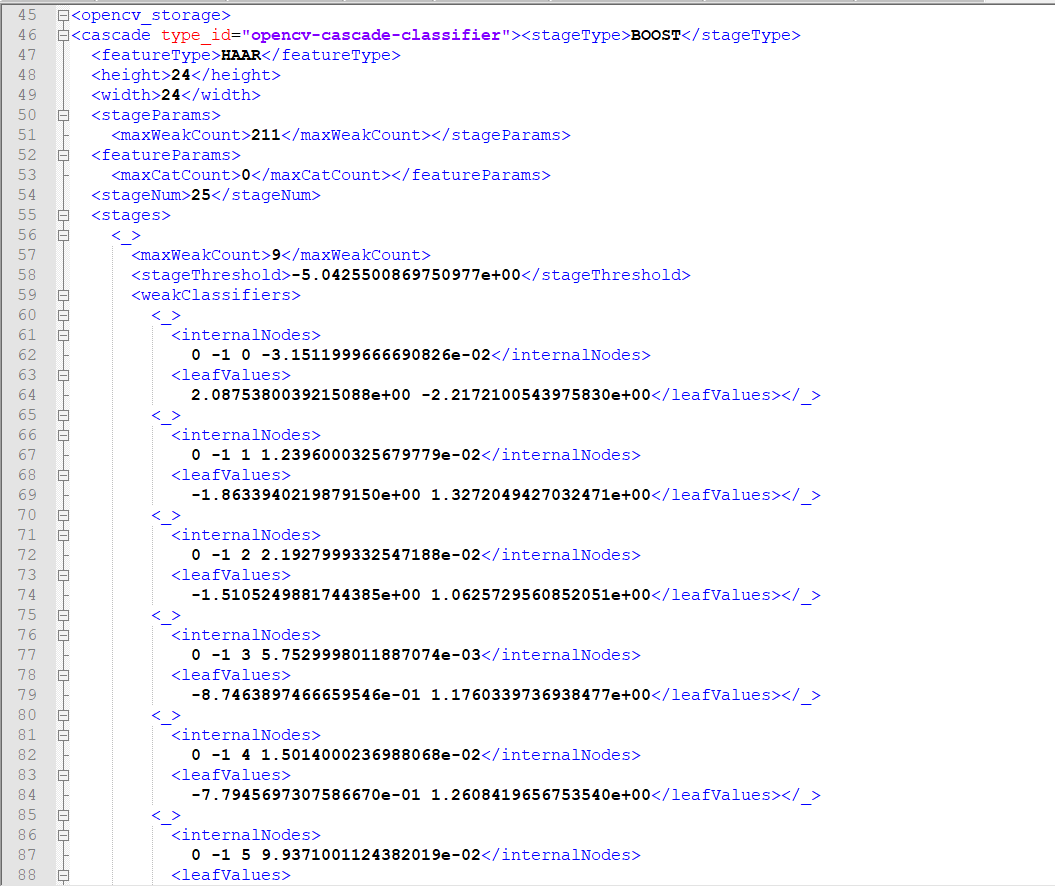 45 <opencv_storage>
46 <cascade type_id="opencv-cascade-classifier"><stageType>BOOST</stageType>
47 <featureType>HAAR</featureType>
48 <height>24</height>
49 <width>24</width>
50 <stageParams>
51 <maxWeakCount>211</maxWeakCount></stageParams>
52 <featureParams>
53 <maxCatCount>0</maxCatCount></featureParams>
54 <stageNum>25</stageNum>
55 <stages>
56 <_>
57 <maxWeakCount>9</maxWeakCount>
58 <stageThreshold>-5.0425500869750977e+00</stageThreshold>
59 <weakClassifiers>
60 <_>
61 <internalNodes>
62 0 -1 0 -3.1511999666690826e-02</internalNodes>
63 <leafValues>
64 2.0875380039215088e+00 -2.2172100543975830e+00</leafValues></_>
65 <_>
66 <internalNodes>
67 0 -1 1 1.2396000325679779e-02</internalNodes>
68 <leafValues>
69 -1.8633940219879150e+00 1.3272049427032471e+00</leafValues></_>
70 <_>
71 <internalNodes>
72 0 -1 2 2.1927999332547188e-02</internalNodes>
73 <leafValues>
74 -1.5105249881744385e+00 1.0625729560852051e+00</leafValues></_>
75 <_>
76 <internalNodes>
77 0 -1 3 5.7529998011887074e-03</internalNodes>
78 <leafValues>
79 -8.7463897466659546e-01 1.1760339736938477e+00</leafValues></_>
80 <_>
81 <internalNodes>
82 0 -1 4 1.5014000236988068e-02</internalNodes>
83 <leafValues>
84 -7.7945697307586670e-01 1.2608419656753540e+00</leafValues></_>
85 <_>
86 <internalNodes>
87 0 -1 5 9.9371001124382019e-02</internalNodes>
88 <leafValues>